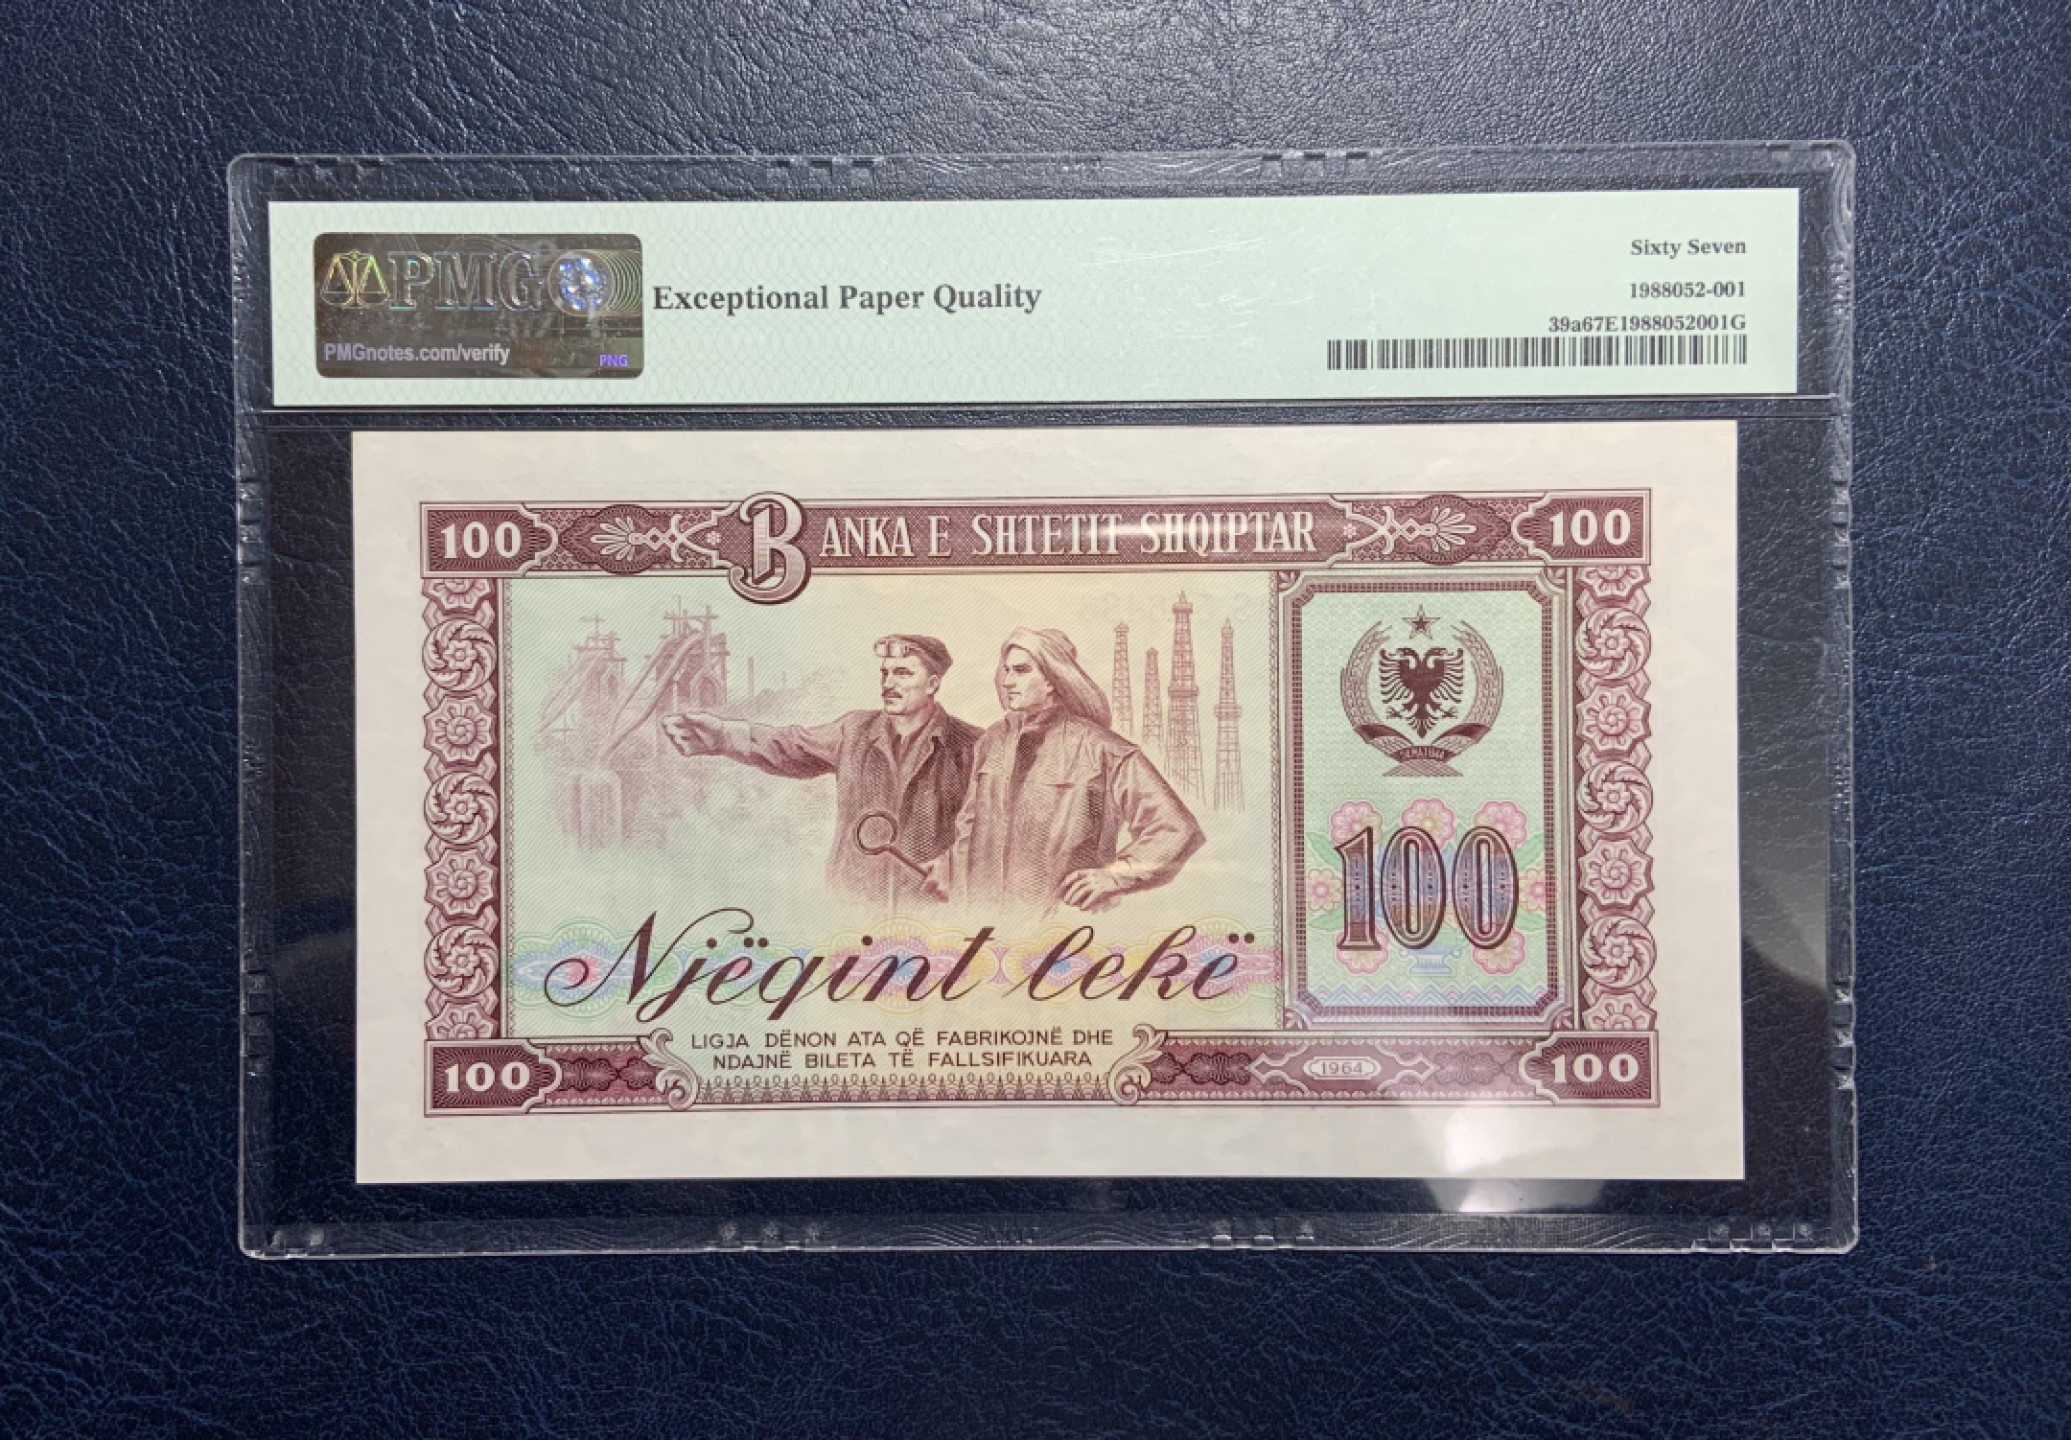 PMG
PMGnotes.com/verify
PNG
Exceptional Paper Quality
Sixty Seven
1988052-001
39a67E1988052001G
100
BANKA E SHTETIT SHQIPTAR
100
100
Njëqint lekë
LIGJA DËNON ATA QË FABRIKOJNË DHE
NDAJNË BILETA TË FALLSIFIKUARA
100
1964
100